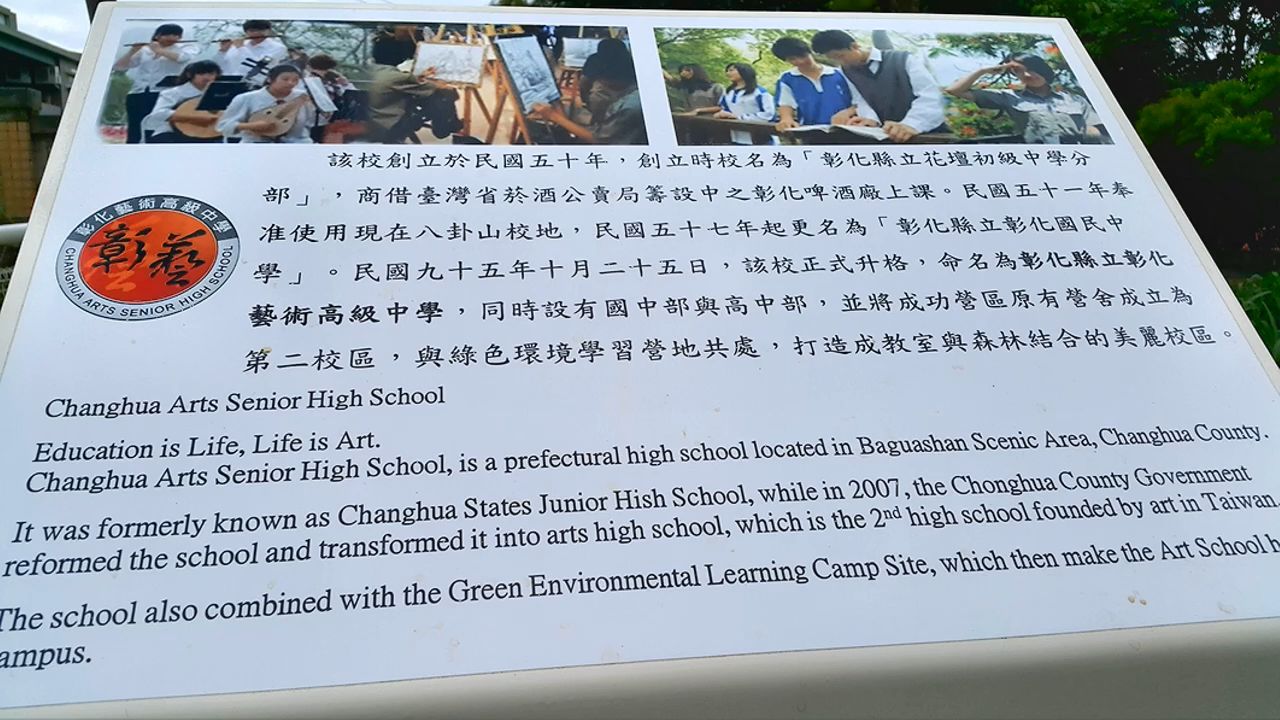 該校創立於民國五十年，創立時校名為「彰化縣立花壇初級中學分
部」，商借臺灣省菸酒公賣局籌設中之彰化啤酒廠上課。民國五十一年奉
准使用現在八卦山校地，民國五十七年起更名為「彰化縣立彰化國民中
學」。民國九十五年十月二十五日，該校正式升格，命名為彰化縣立彰化
藝術高級中學，同時設有國中部與高中部，並將成功營區原有營舍成立為
第二校區，與綠色環境學習營地共處，打造成教室與森林結合的美麗校區。
彰化藝術高級中學
彰藝
CHANGHUA ARTS SENIOR HIGH SCHOOL
Changhua Arts Senior High School
Education is Life, Life is Art.
Changhua Arts Senior High School, is a prefectural high school located in Baguashan Scenic Area, Changhua County.
It was formerly known as Changhua States Junior Hish School, while in 2007, the Chonghua County Government
reformed the school and transformed it into arts high school, which is the 2nd high school founded by art in Taiwan
The school also combined with the Green Environmental Learning Camp Site, which then make the Art School h
ampus.